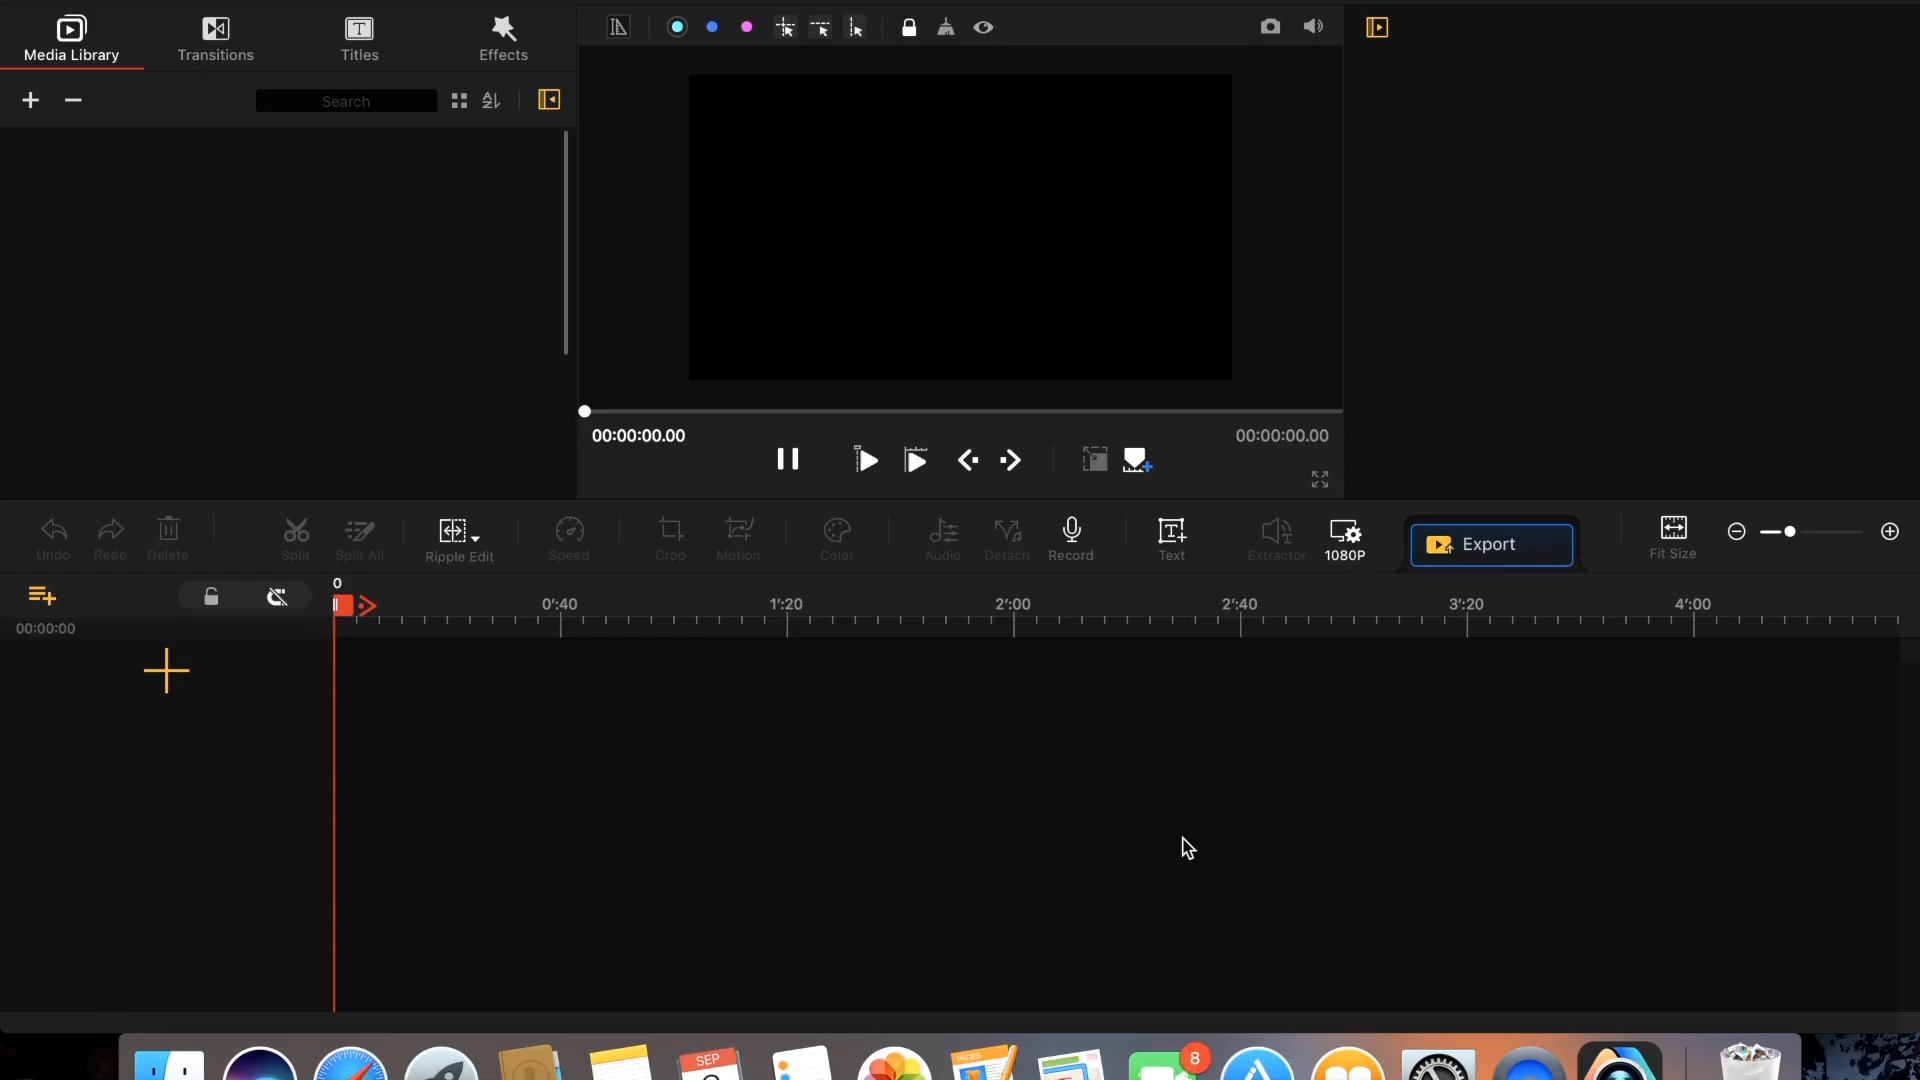 Media Library
Transitions
Titles
Effects
Search
00:00:00.00
00:00:00.00
Undo
Redo
Delete
Split
Split All
Ripple Edit
Speed
Crop
Motion
Color
Audio
Detach
Record
Text
Extractor
1080P
Export
Fit Size
0
0':40
1':20
2':00
2':40
3':20
4':00
00:00:00
SEP
PAGES
8